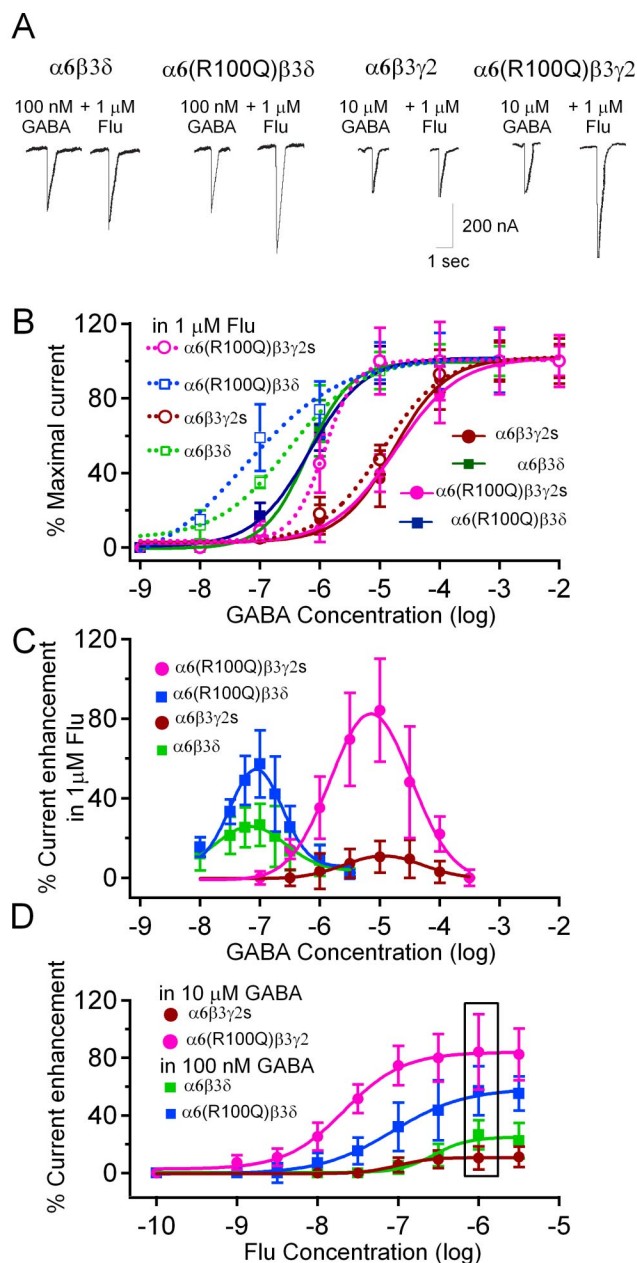 A
α6β3δ α6(R100Q)β3δ α6β3γ2 α6(R100Q)β3γ2
100 nM + 1 μM 100 nM + 1 μM 10 μM + 1 μM 10 μM + 1 μM
GABA Flu GABA Flu GABA Flu GABA Flu
200 nA
1 sec
B
120
80
40
0
% Maximal current
in 1 μM Flu
α6(R100Q)β3γ2s
α6(R100Q)β3δ
α6β3γ2s
α6β3δ
α6β3γ2s
α6β3δ
α6(R100Q)β3γ2s
α6(R100Q)β3δ
-9 -8 -7 -6 -5 -4 -3 -2
GABA Concentration (log)
C
120
80
40
0
% Current enhancement
in 1μM Flu
α6(R100Q)β3γ2s
α6(R100Q)β3δ
α6β3γ2s
α6β3δ
-9 -8 -7 -6 -5 -4 -3 -2
GABA Concentration (log)
D
120
80
40
0
% Current enhancement
in 10 μM GABA
α6β3γ2s
α6(R100Q)β3γ2
in 100 nM GABA
α6β3δ
α6(R100Q)β3δ
-10 -9 -8 -7 -6 -5
Flu Concentration (log)